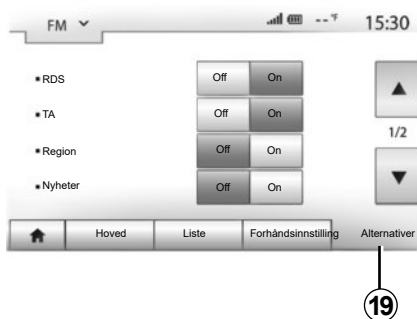 FM -- °F 15:30
RDS Off On
TA Off On
1/2
Region Off On
Nyheter Off On
Hoved Liste Forhåndsinnstilling Alternativer
19